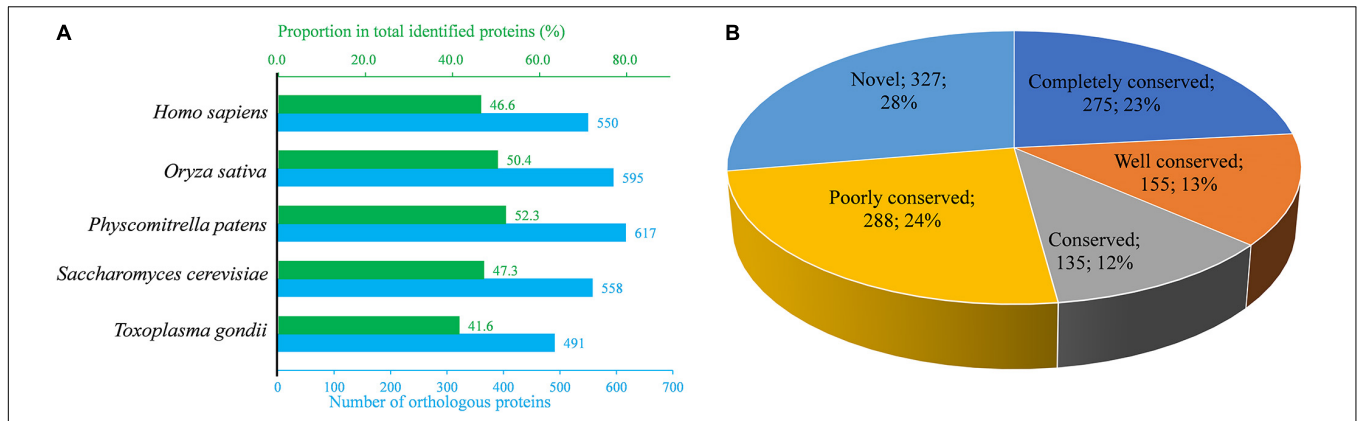 A
Proportion in total identified proteins (%)
0.0 20.0 40.0 60.0 80.0
Homo sapiens 46.6
550
Oryza sativa 50.4
595
Physcomitrella patens 52.3
617
Saccharomyces cerevisiae 47.3
558
Toxoplasma gondii 41.6
491
0 100 200 300 400 500 600 700
Number of orthologous proteins
B
Novel; 327;
28%
Completely conserved;
275; 23%
Well conserved;
155; 13%
Poorly conserved;
288; 24%
Conserved;
135; 12%